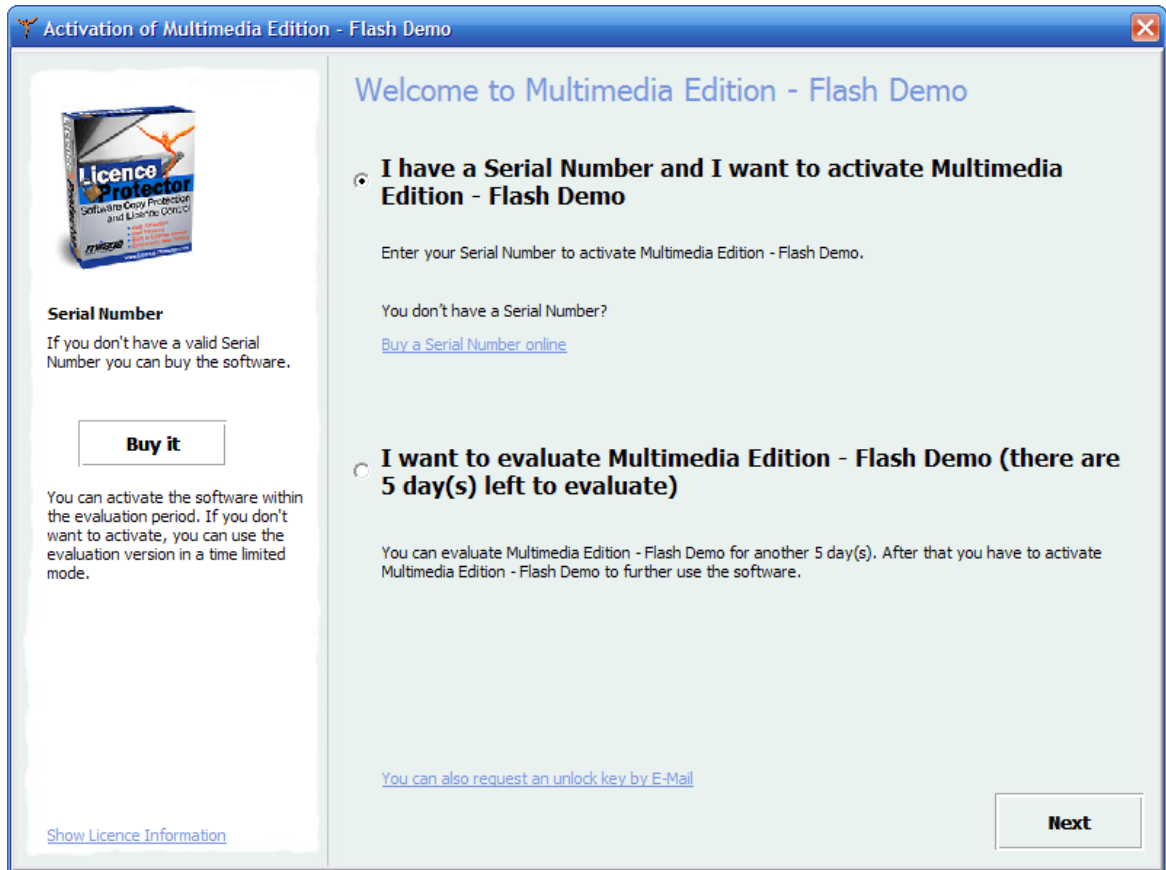 Activation of Multimedia Edition - Flash Demo
Licence
Protector
Software Copy Protection
and Licence Control
mirage
Serial Number
If you don't have a valid Serial
Number you can buy the software.
Buy it
You can activate the software within
the evaluation period. If you don't
want to activate, you can use the
evaluation version in a time limited
mode.
Show Licence Information
Welcome to Multimedia Edition - Flash Demo
I have a Serial Number and I want to activate Multimedia
Edition - Flash Demo
Enter your Serial Number to activate Multimedia Edition - Flash Demo.
You don't have a Serial Number?
Buy a Serial Number online
I want to evaluate Multimedia Edition - Flash Demo (there are
5 day(s) left to evaluate)
You can evaluate Multimedia Edition - Flash Demo for another 5 day(s). After that you have to activate
Multimedia Edition - Flash Demo to further use the software.
You can also request an unlock key by E-Mail
Next